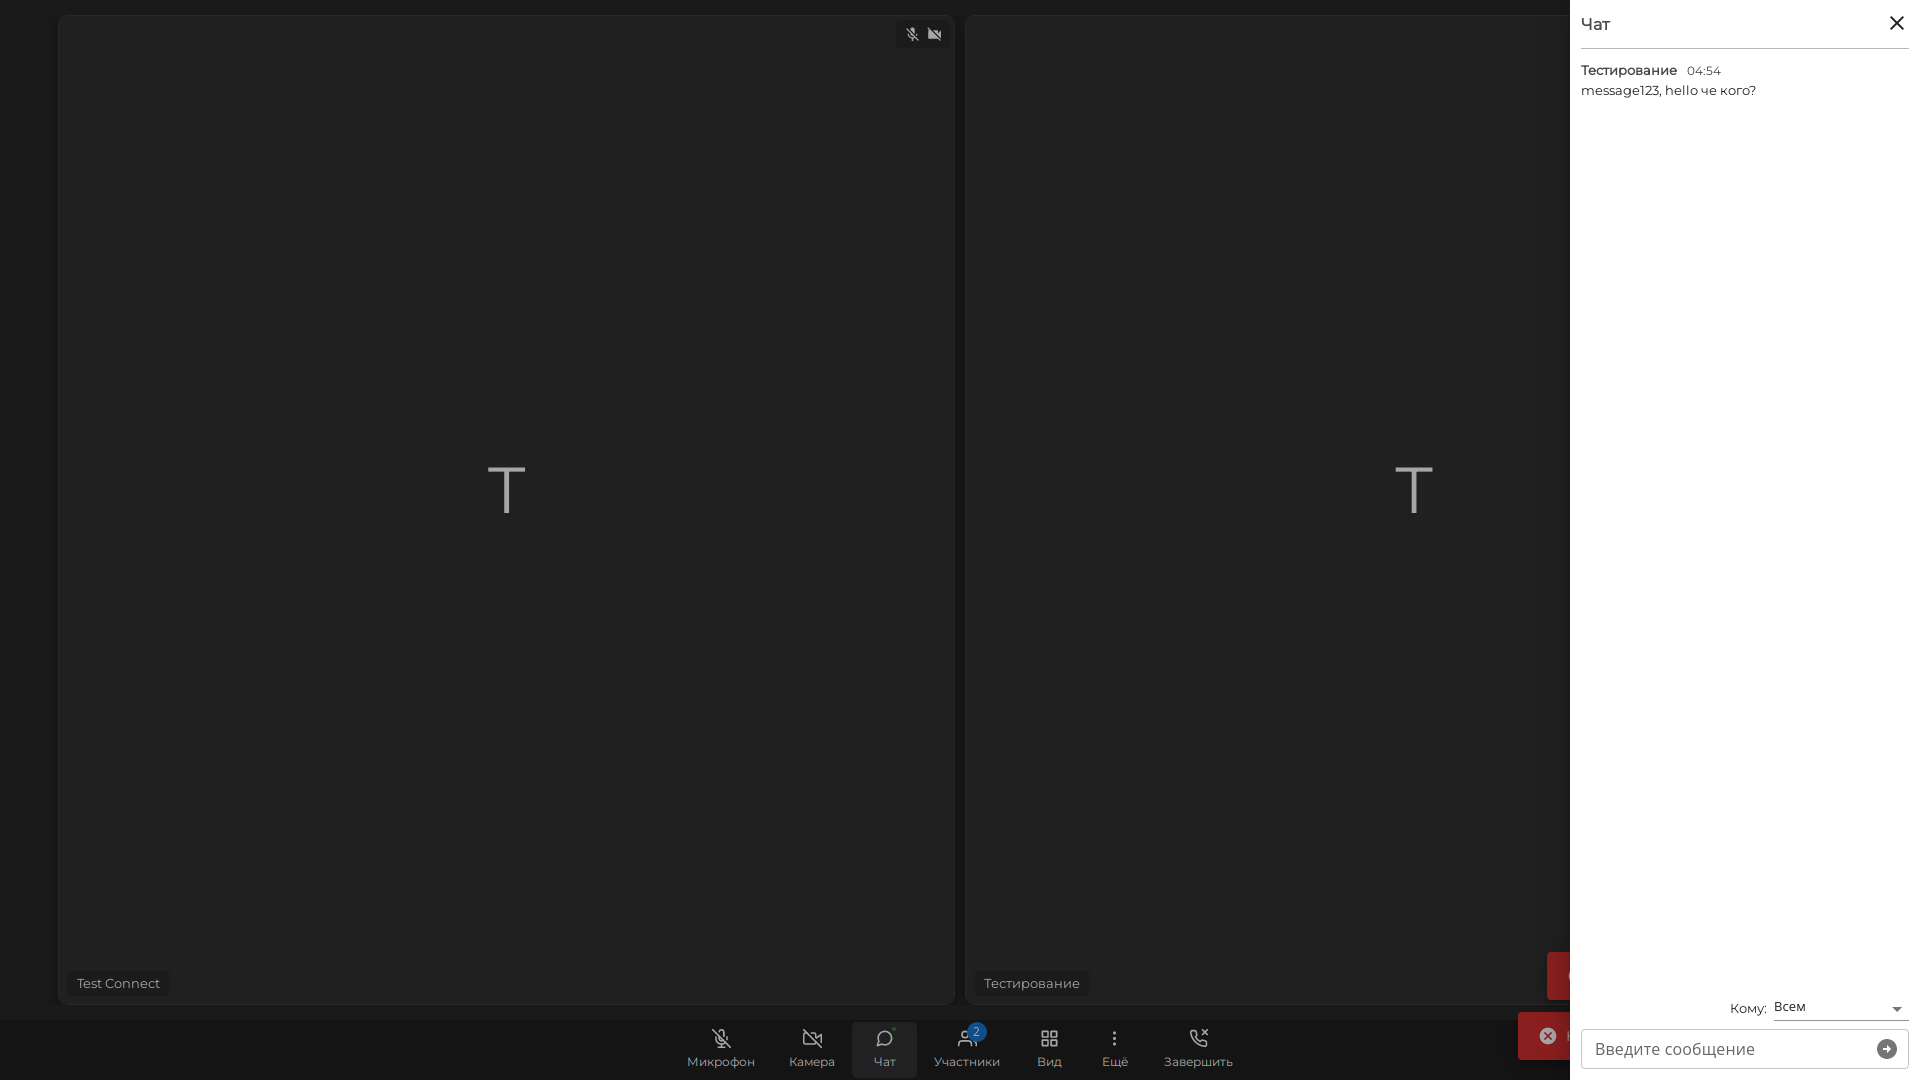 Чат
Тестирование 04:54
message123, hello че кого?
T
Т
Test Connect
Тестирование
Кому: Всем
Введите сообщение
2
Микрофон
Камера
Чат
Участники
Вид
Ещё
Завершить